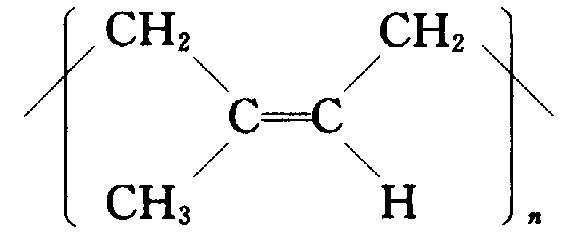 CH₂ CH₂
C=C
CH₃ H
n